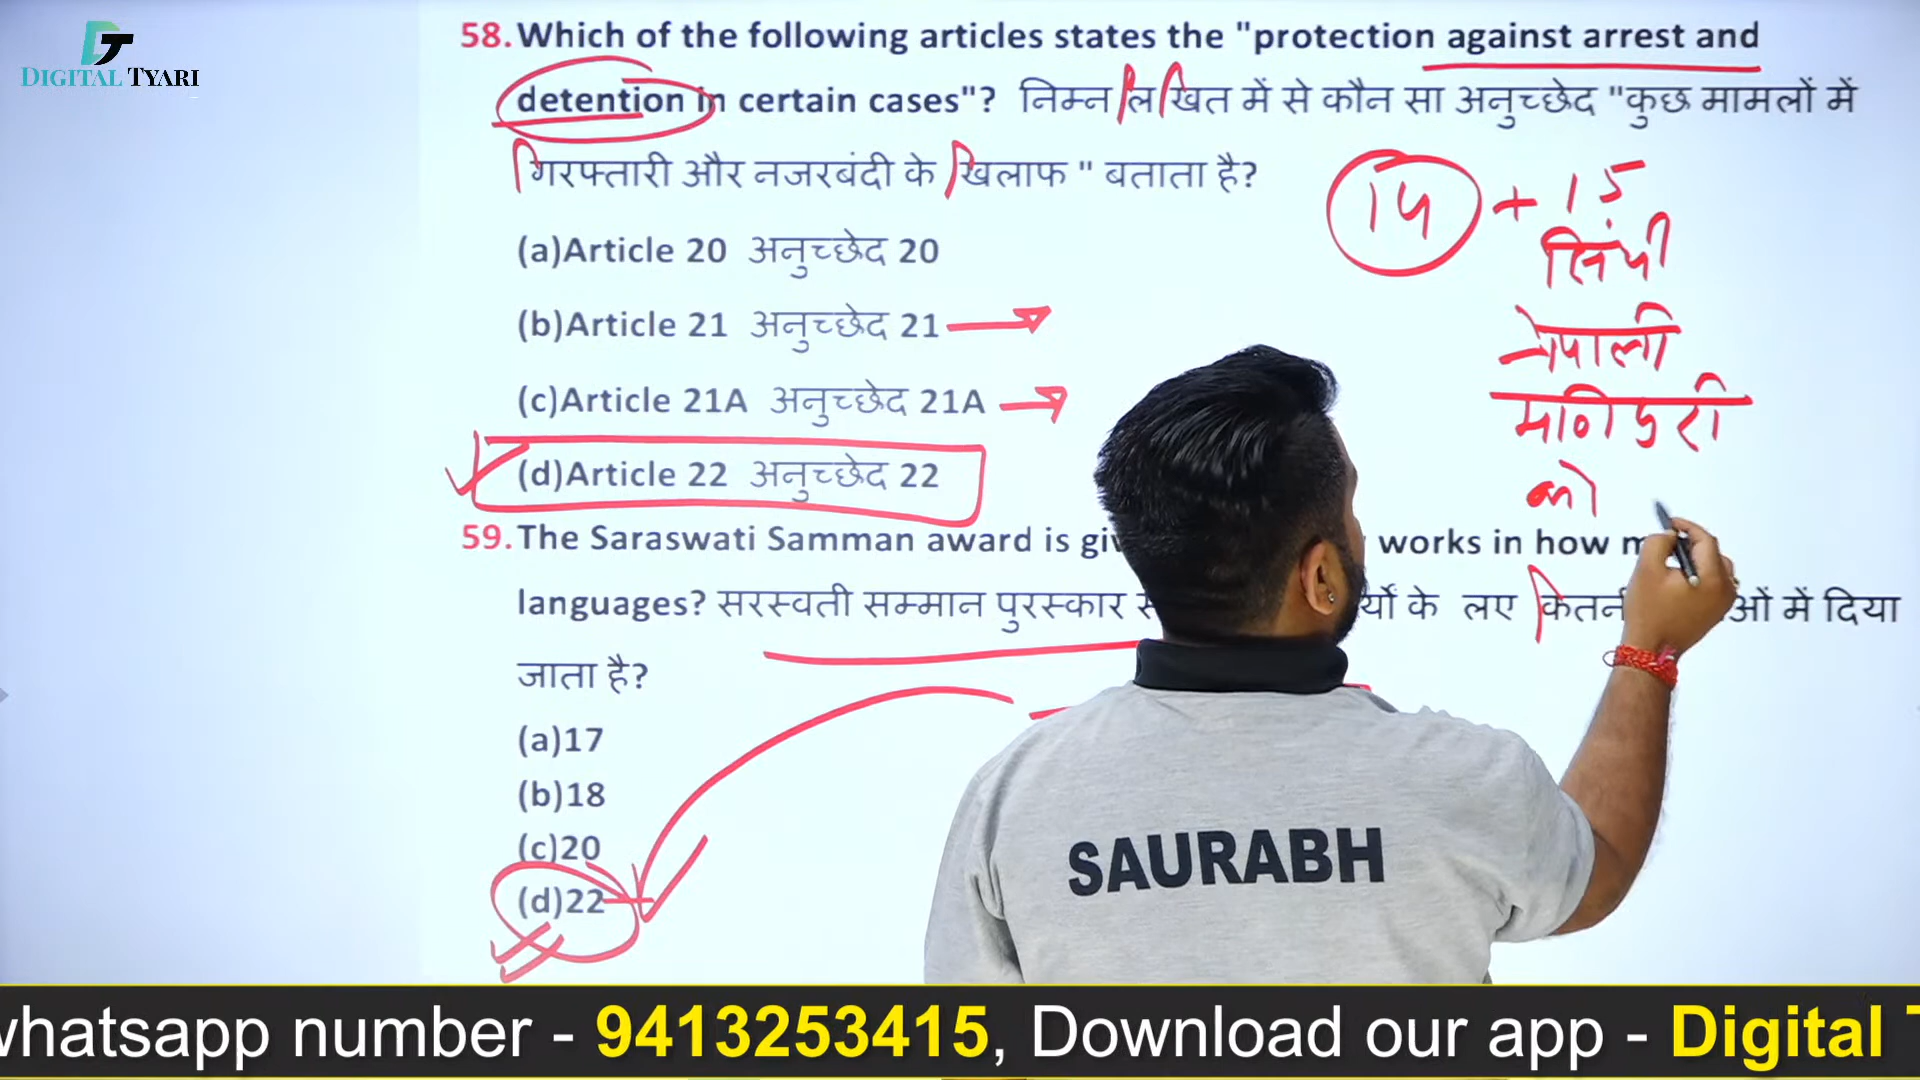 DIGITAL TYARI
58. Which of the following articles states the "protection against arrest and
detention in certain cases"? निम्न लिखित में से कौन सा अनुच्छेद "कुछ मामलों में
गिरफ्तारी और नजरबंदी के खिलाफ " बताता है?
(a)Article 20 अनुच्छेद 20
(b)Article 21 अनुच्छेद 21
(c)Article 21A अनुच्छेद 21A
(d)Article 22 अनुच्छेद 22
14 + 15
सिंधी
नेपाली
मणिपुरी
को
59. The Saraswati Samman award is works in how
languages? सरस्वती सम्मान पुरस्कार के लए कितनी में दिया
जाता है?
(a)17
(b)18
(c)20
(d)22
SAURABH
whatsapp number - 9413253415, Download our app - Digital T